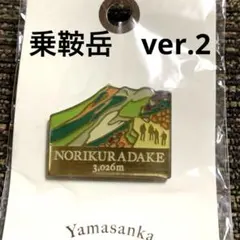 乗鞍岳 ver.2
NORIKURADAKE
3,026m
Yamasanka